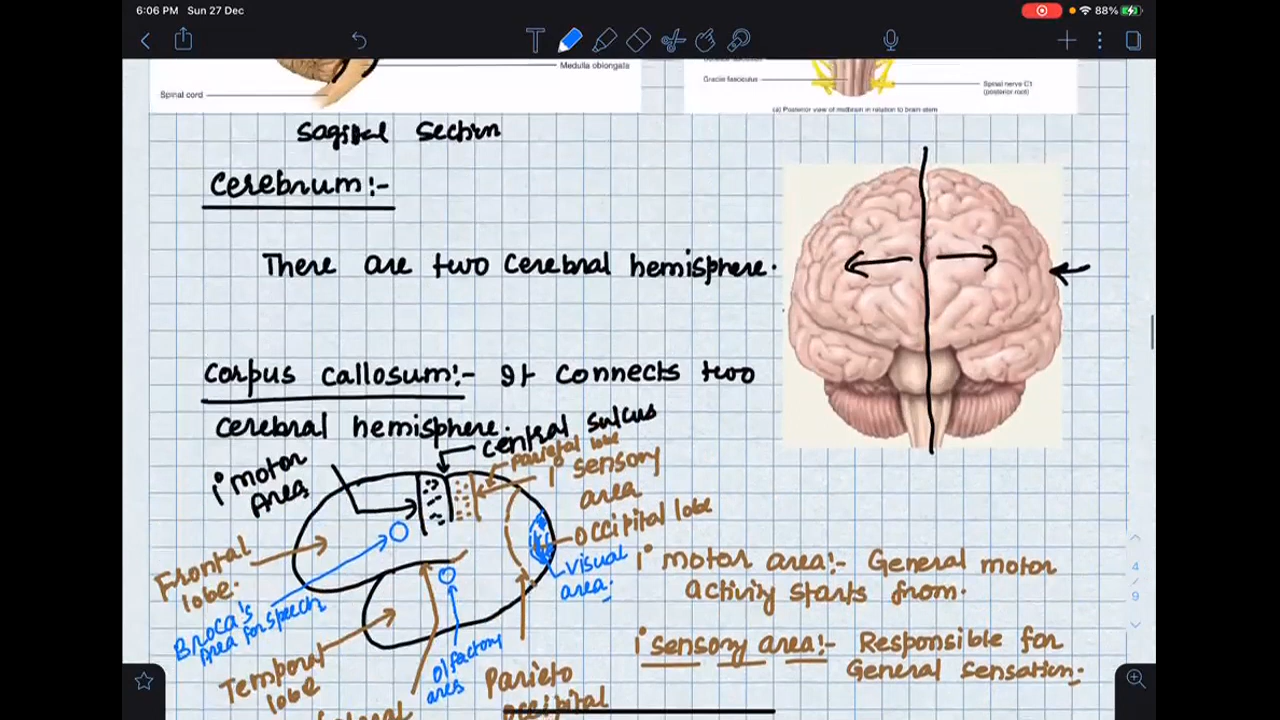 6:06 PM Sun 27 Dec
88%
Medulla oblongata
Spinal cord
Gracile fasciculus
Spinal nerve C1
(posterior root)
(a) Posterior view of midbrain in relation to brain stem
Sagittal Section
Cerebrum:-
There are two cerebral hemisphere.
Corpus callosum:- It connects two
cerebral hemisphere.
central sulcus
parietal lobe
1° motor
Area
1° sensory
area
occipital lobe
Frontal
lobe.
visual
area.
Broca's
Area for speech
Temporal
lobe
Olfactory
area
Parieto
occipital
lateral
1° motor area:- General motor
activity starts from.
1° sensory area:- Responsible for
General Sensation.
4
9